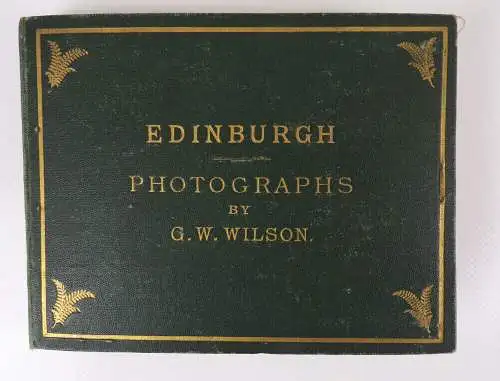 EDINBURGH
PHOTOGRAPHS
BY
G. W. WILSON.